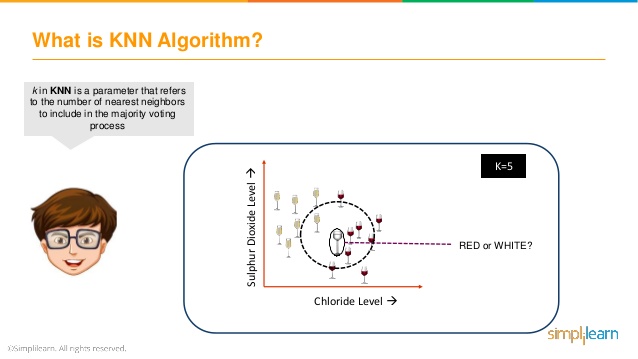 What is KNN Algorithm?
k in KNN is a parameter that refers
to the number of nearest neighbors
to include in the majority voting
process
K=5
Sulphur Dioxide Level →
RED or WHITE?
Chloride Level →
©Simplilearn. All rights reserved.
simplilearn